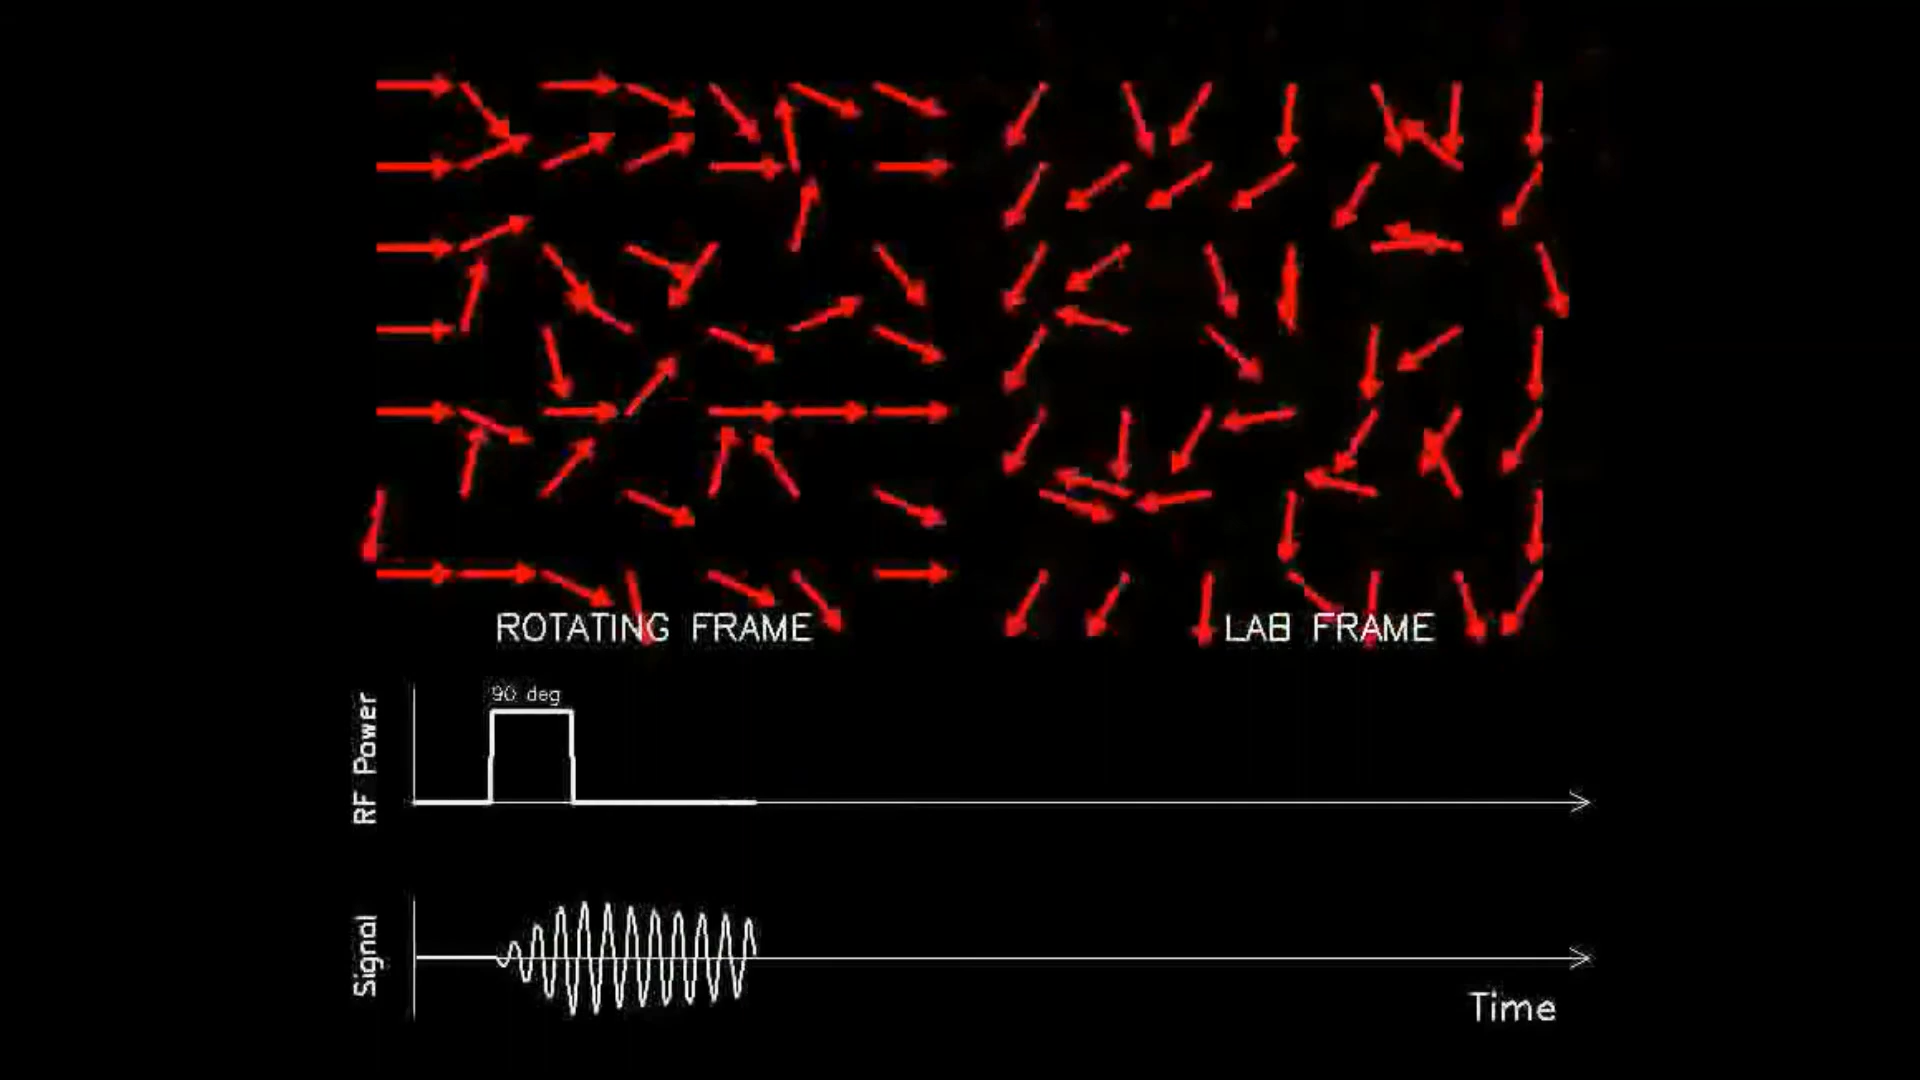 ROTATING FRAME
LAB FRAME
90 deg
RF Power
Signal
Time